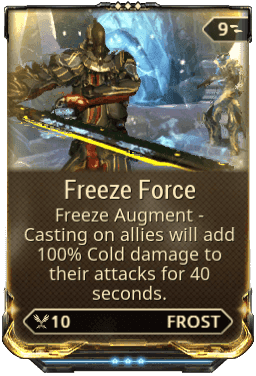 9
Freeze Force
Freeze Augment -
Casting on allies will add
100% Cold damage to
their attacks for 40
seconds.
10 FROST